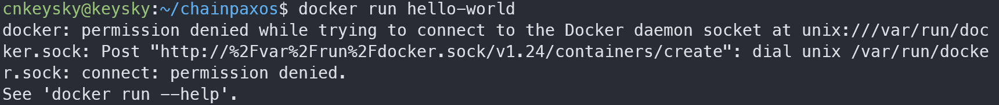 cnkeysky@keysky:~/chainpaxos$ docker run hello-world
docker: permission denied while trying to connect to the Docker daemon socket at unix:///var/run/doc
ker.sock: Post "http://%2Fvar%2Frun%2Fdocker.sock/v1.24/containers/create": dial unix /var/run/docke
r.sock: connect: permission denied.
See 'docker run --help'.